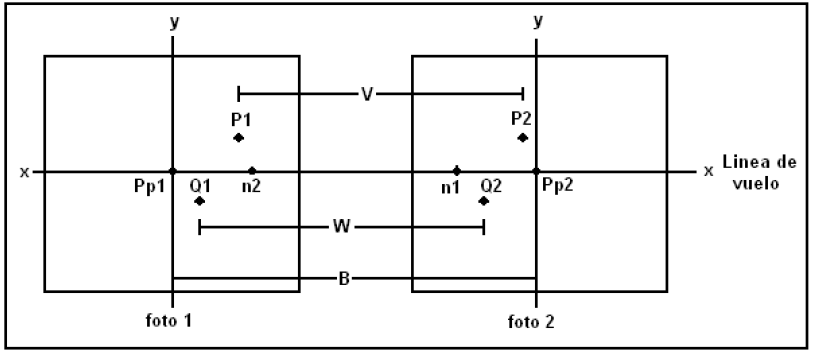 y
y
V
P1
P2
x
x
Linea de
vuelo
Pp1
Q1
n2
n1
Q2
Pp2
W
B
foto 1
foto 2